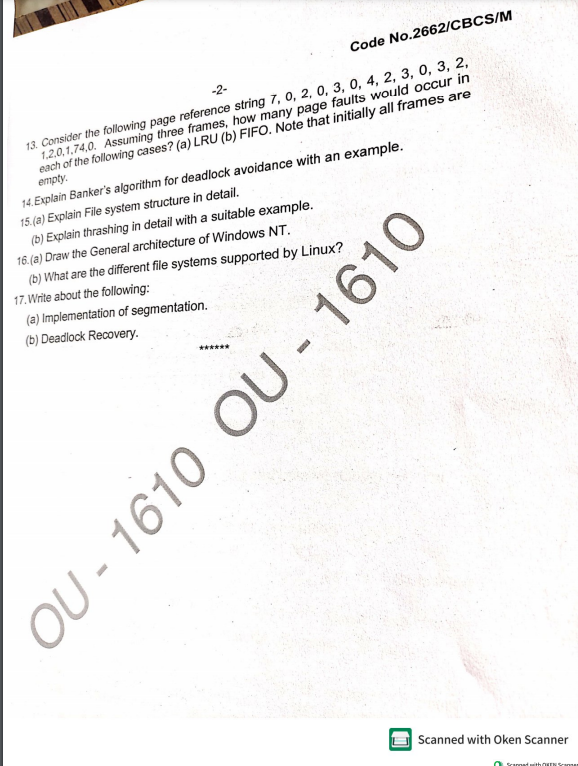 Code No.2662/CBCS/M
-2-
13. Consider the following page reference string 7, 0, 2, 0, 3, 0, 4, 2, 3, 0, 3, 2,
1,2,0,1,74,0. Assuming three frames, how many page faults would occur in
each of the following cases? (a) LRU (b) FIFO. Note that initially all frames are
empty.
14.Explain Banker's algorithm for deadlock avoidance with an example.
15.(a) Explain File system structure in detail.
(b) Explain thrashing in detail with a suitable example.
16.(a) Draw the General architecture of Windows NT.
(b) What are the different file systems supported by Linux?
17.Write about the following:
(a) Implementation of segmentation.
(b) Deadlock Recovery.
******
OU - 1610 OU - 1610
Scanned with Oken Scanner
Scanned with OKEN Scanner